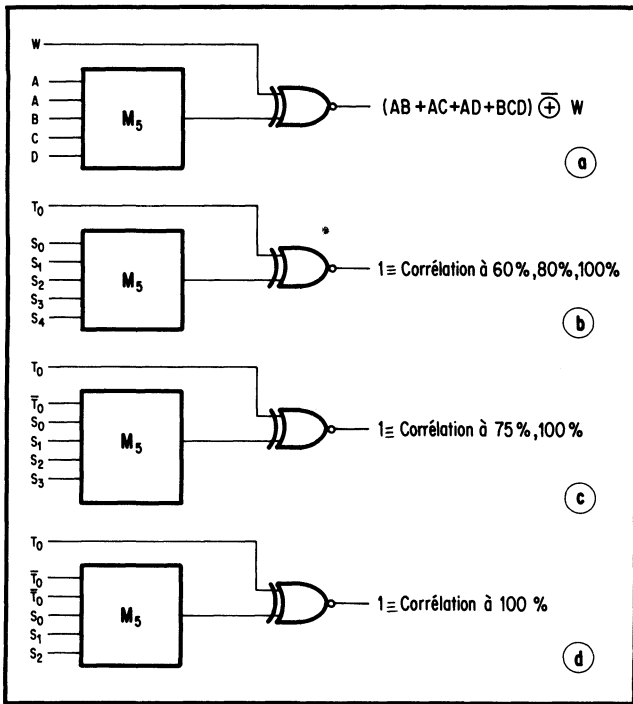 W
A
A
B
C
D
M₅
(AB+AC+AD+BCD) ⊕̅ W
a
T₀
S₀
S₁
S₂
S₃
S₄
M₅
1≡ Corrélation à 60%,80%,100%
b
T₀
T̅₀
S₀
S₁
S₂
S₃
M₅
1≡ Corrélation à 75%,100%
c
T₀
T̅₀
T̅₀
S₀
S₁
S₂
M₅
1≡ Corrélation à 100 %
d